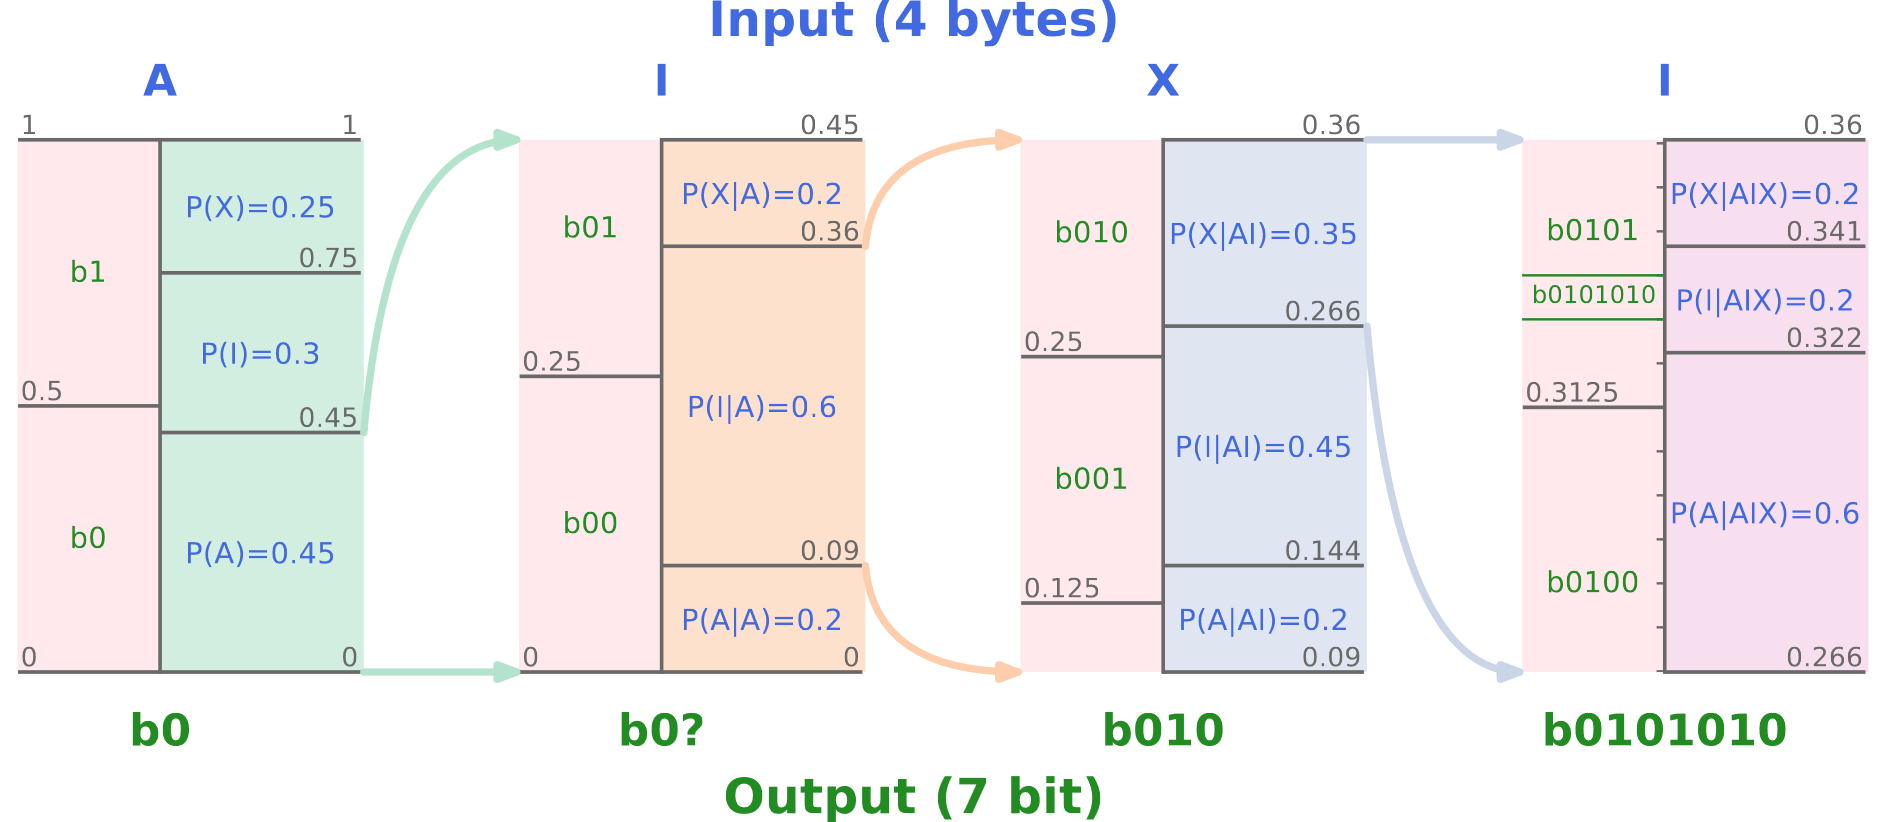 Input (4 bytes)
A I X I
1 1 0.45 0.36 0.36
P(X)=0.25 P(X|A)=0.2 P(X|AIX)=0.2
b01 0.36 b010 P(X|AI)=0.35 b0101 0.341
b1 0.75
0.266 b0101010 P(I|AIX)=0.2
P(I)=0.3 0.25 0.25 0.322
0.5 0.45 P(I|A)=0.6 0.3125
P(I|AI)=0.45
b001
b0 P(A)=0.45 b00 0.09 0.144 P(A|AIX)=0.6
0.125 b0100
P(A|A)=0.2 P(A|AI)=0.2
0 0 0 0 0.09 0.266
b0 b0? b010 b0101010
Output (7 bit)